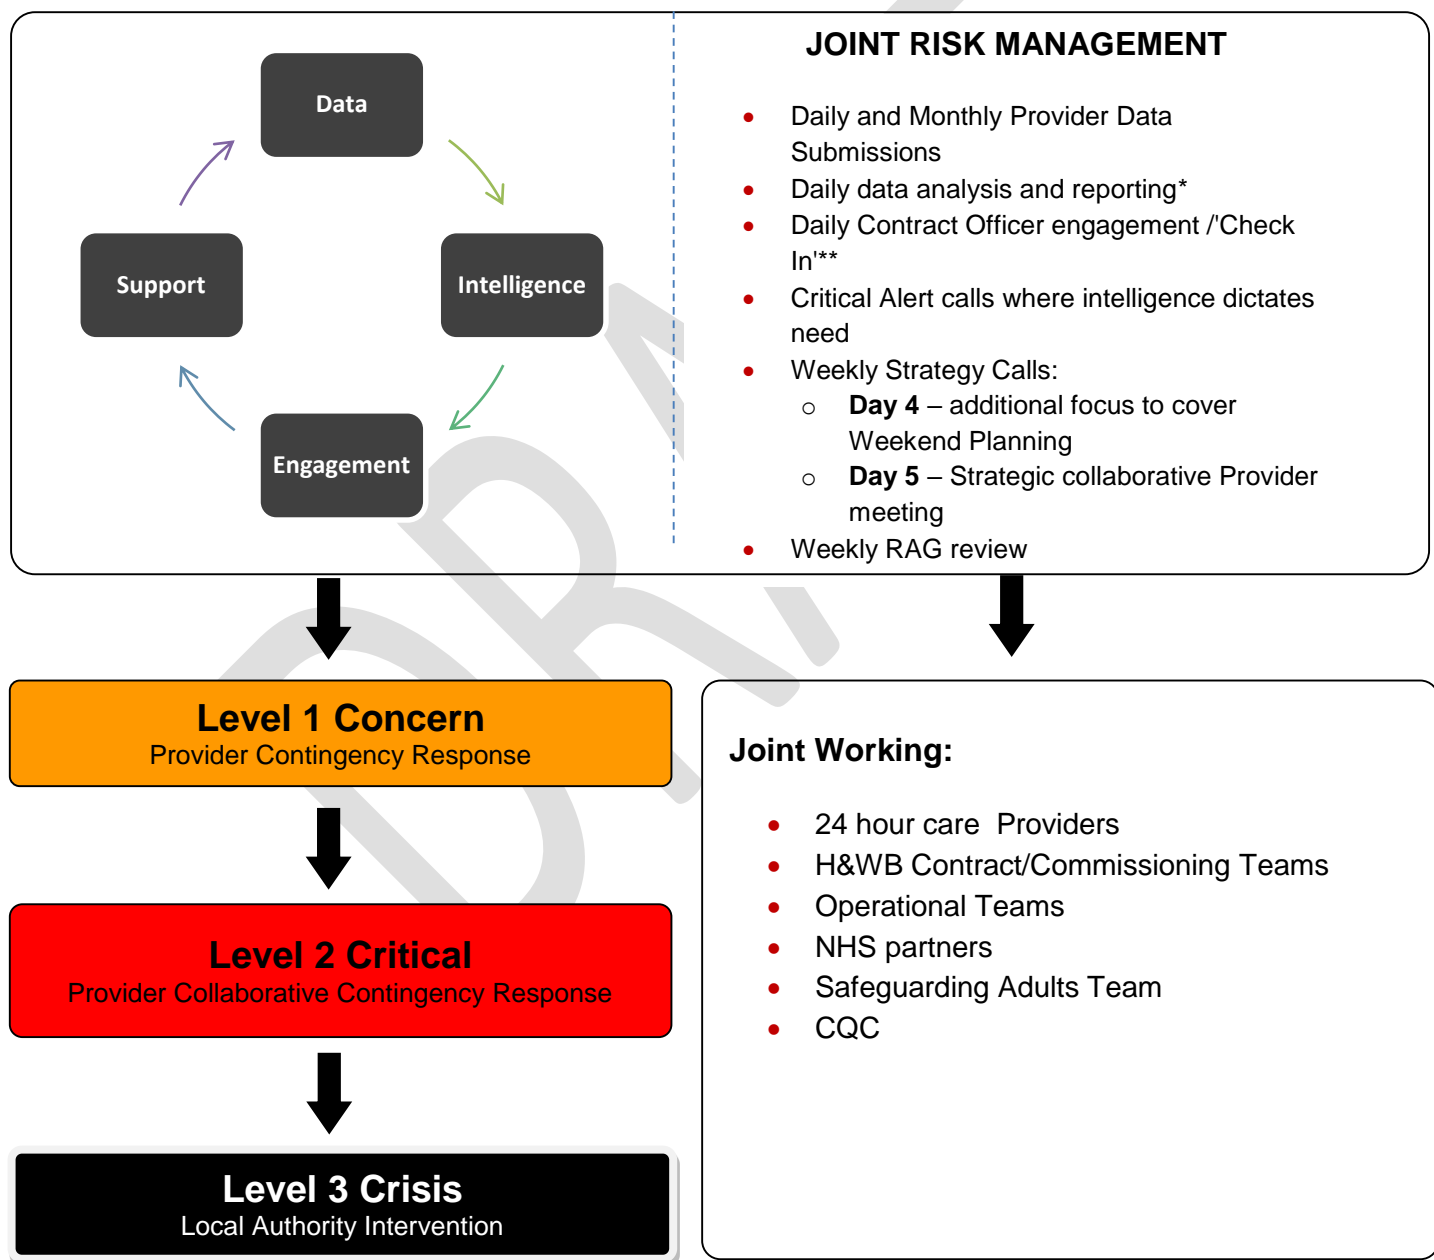 Data
Intelligence
Engagement
Support
JOINT RISK MANAGEMENT
• Daily and Monthly Provider Data
Submissions
• Daily data analysis and reporting*
• Daily Contract Officer engagement /'Check
In'**
• Critical Alert calls where intelligence dictates
need
• Weekly Strategy Calls:
o Day 4 – additional focus to cover
Weekend Planning
o Day 5 – Strategic collaborative Provider
meeting
• Weekly RAG review
Level 1 Concern
Provider Contingency Response
Level 2 Critical
Provider Collaborative Contingency Response
Level 3 Crisis
Local Authority Intervention
Joint Working:
• 24 hour care  Providers
• H&WB Contract/Commissioning Teams
• Operational Teams
• NHS partners
• Safeguarding Adults Team
• CQC